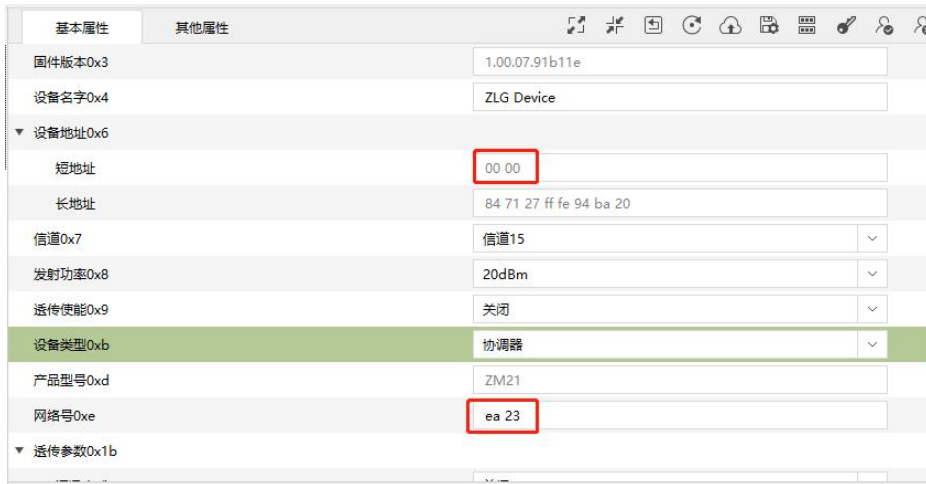 基本属性 其他属性
固件版本0x3 1.00.07.91b11e
设备名字0x4 ZLG Device
设备地址0x6
短地址 00 00
长地址 84 71 27 ff fe 94 ba 20
信道0x7 信道15
发射功率0x8 20dBm
透传使能0x9 关闭
设备类型0xb 协调器
产品型号0xd ZM21
网络号0xe ea 23
透传参数0x1b